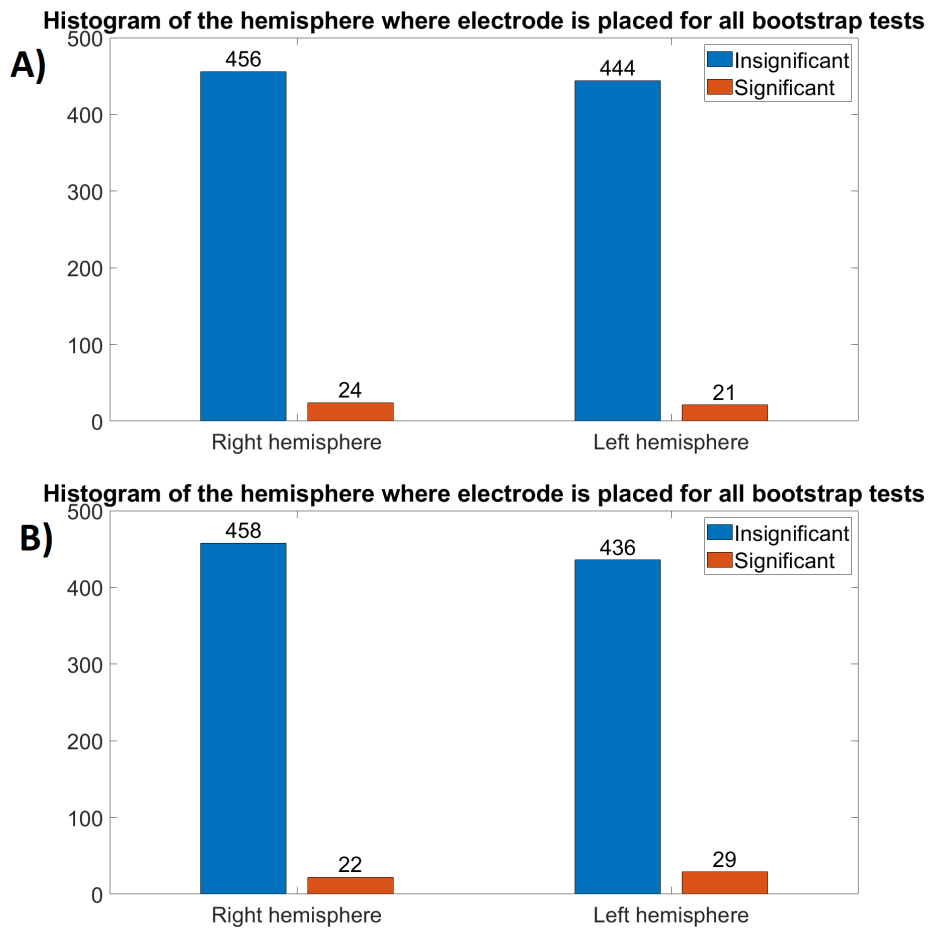 Histogram of the hemisphere where electrode is placed for all bootstrap tests
A)
500
400
300
200
100
0
456
24
444
21
Insignificant
Significant
Right hemisphere
Left hemisphere
Histogram of the hemisphere where electrode is placed for all bootstrap tests
B)
500
400
300
200
100
0
458
22
436
29
Insignificant
Significant
Right hemisphere
Left hemisphere